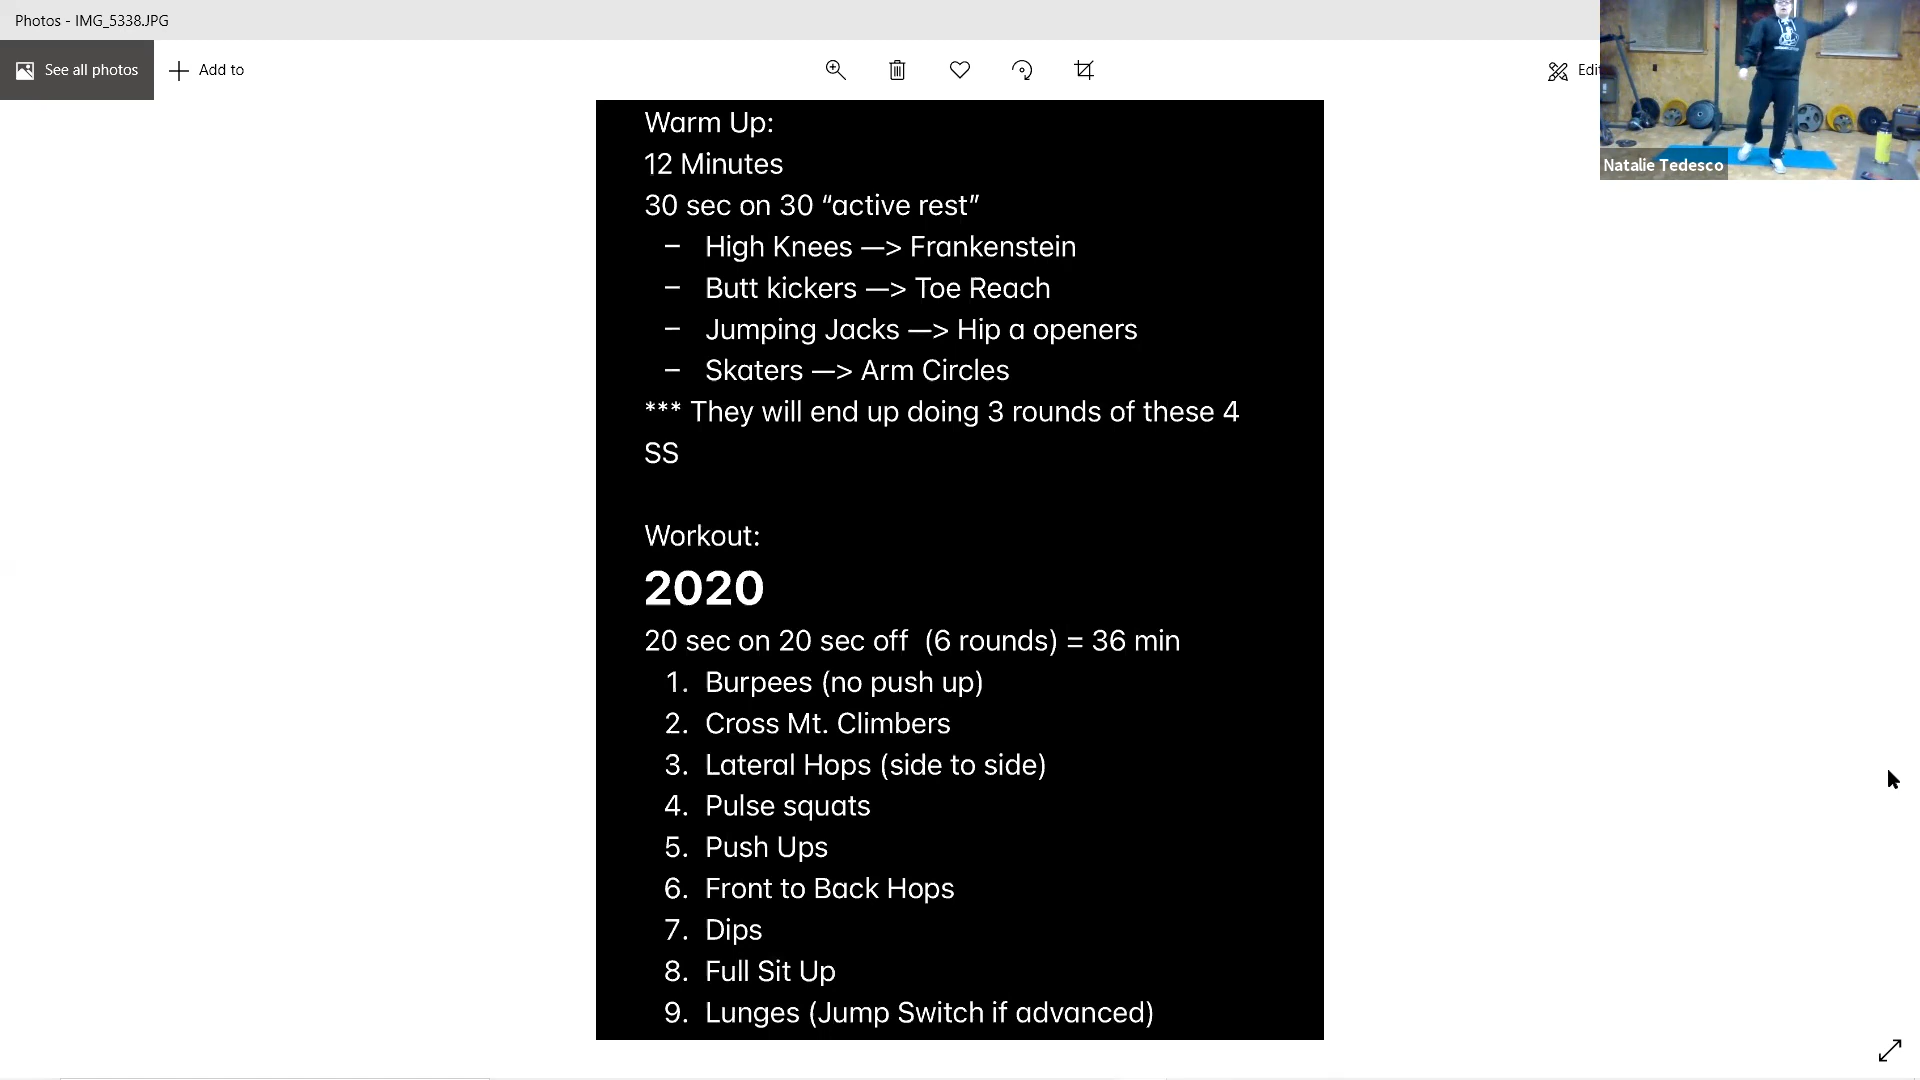 Photos - IMG_5338.JPG
See all photos
Add to
Edi
Natalie Tedesco
Warm Up:
12 Minutes
30 sec on 30 “active rest”
– High Knees —> Frankenstein
– Butt kickers —> Toe Reach
– Jumping Jacks —> Hip a openers
– Skaters —> Arm Circles
*** They will end up doing 3 rounds of these 4
SS
Workout:
2020
20 sec on 20 sec off (6 rounds) = 36 min
1. Burpees (no push up)
2. Cross Mt. Climbers
3. Lateral Hops (side to side)
4. Pulse squats
5. Push Ups
6. Front to Back Hops
7. Dips
8. Full Sit Up
9. Lunges (Jump Switch if advanced)